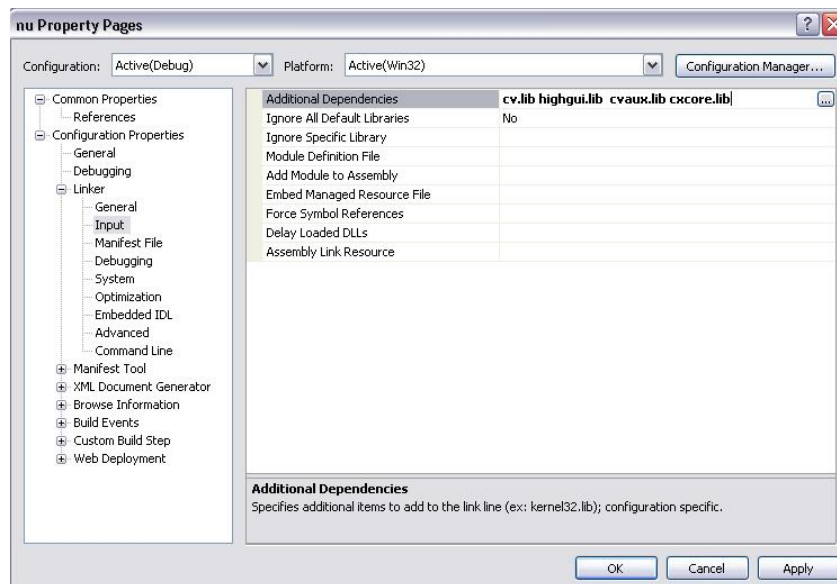 nu Property Pages
Configuration: Active(Debug) Platform: Active(Win32) Configuration Manager...
Common Properties
References
Configuration Properties
General
Debugging
Linker
General
Input
Manifest File
Debugging
System
Optimization
Embedded IDL
Advanced
Command Line
Manifest Tool
XML Document Generator
Browse Information
Build Events
Custom Build Step
Web Deployment
Additional Dependencies cv.lib highgui.lib cvaux.lib cxcore.lib ...
Ignore All Default Libraries No
Ignore Specific Library
Module Definition File
Add Module to Assembly
Embed Managed Resource File
Force Symbol References
Delay Loaded DLLs
Assembly Link Resource
Additional Dependencies
Specifies additional items to add to the link line (ex: kernel32.lib); configuration specific.
OK Cancel Apply